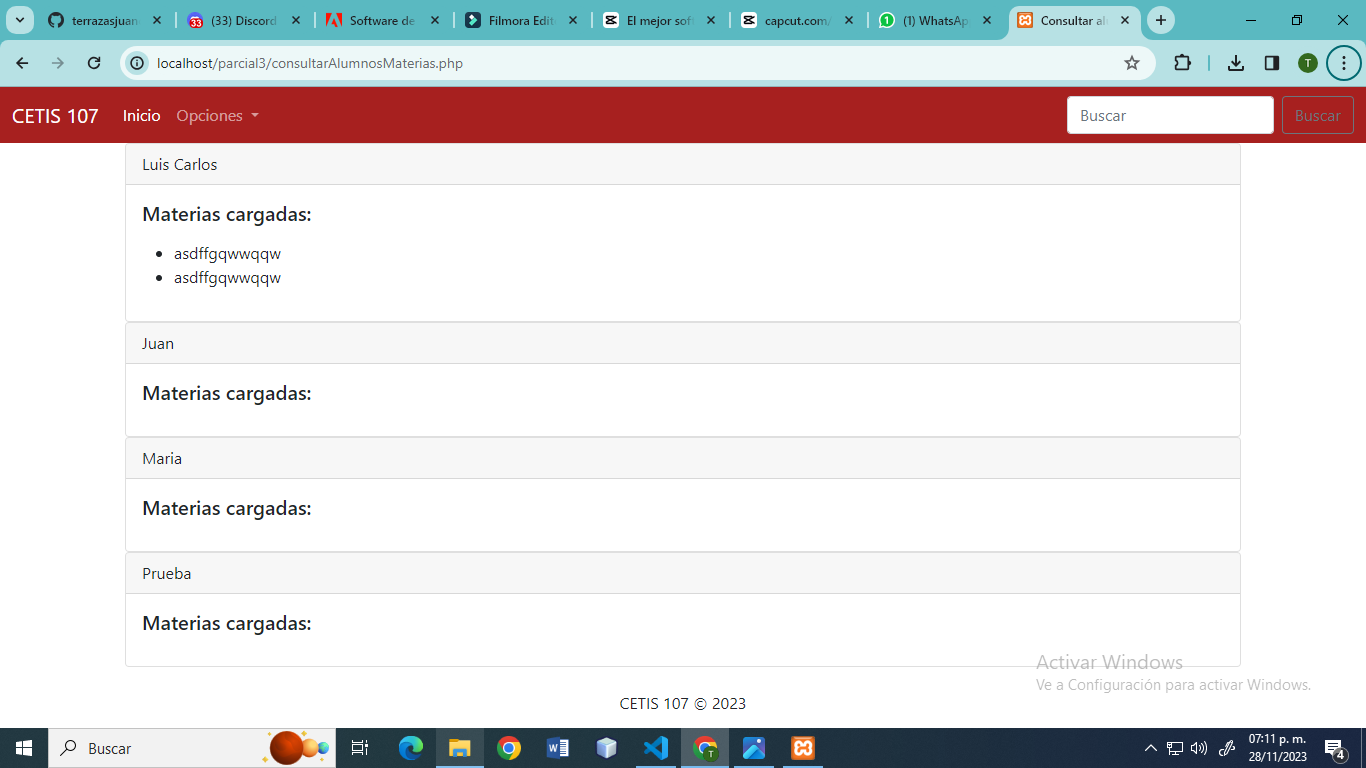 terrazasjuan
(33) Discord
Software de
Filmora Edit
El mejor sof
capcut.com/
(1) WhatsAp
Consultar al
localhost/parcial3/consultarAlumnosMaterias.php
T
CETIS 107 Inicio Opciones Buscar Buscar
Luis Carlos
Materias cargadas:
asdffgqwwqqw
asdffgqwwqqw
Juan
Materias cargadas:
Maria
Materias cargadas:
Prueba
Materias cargadas:
Activar Windows
Ve a Configuración para activar Windows.
CETIS 107 © 2023
Buscar
07:11 p. m.
28/11/2023
4